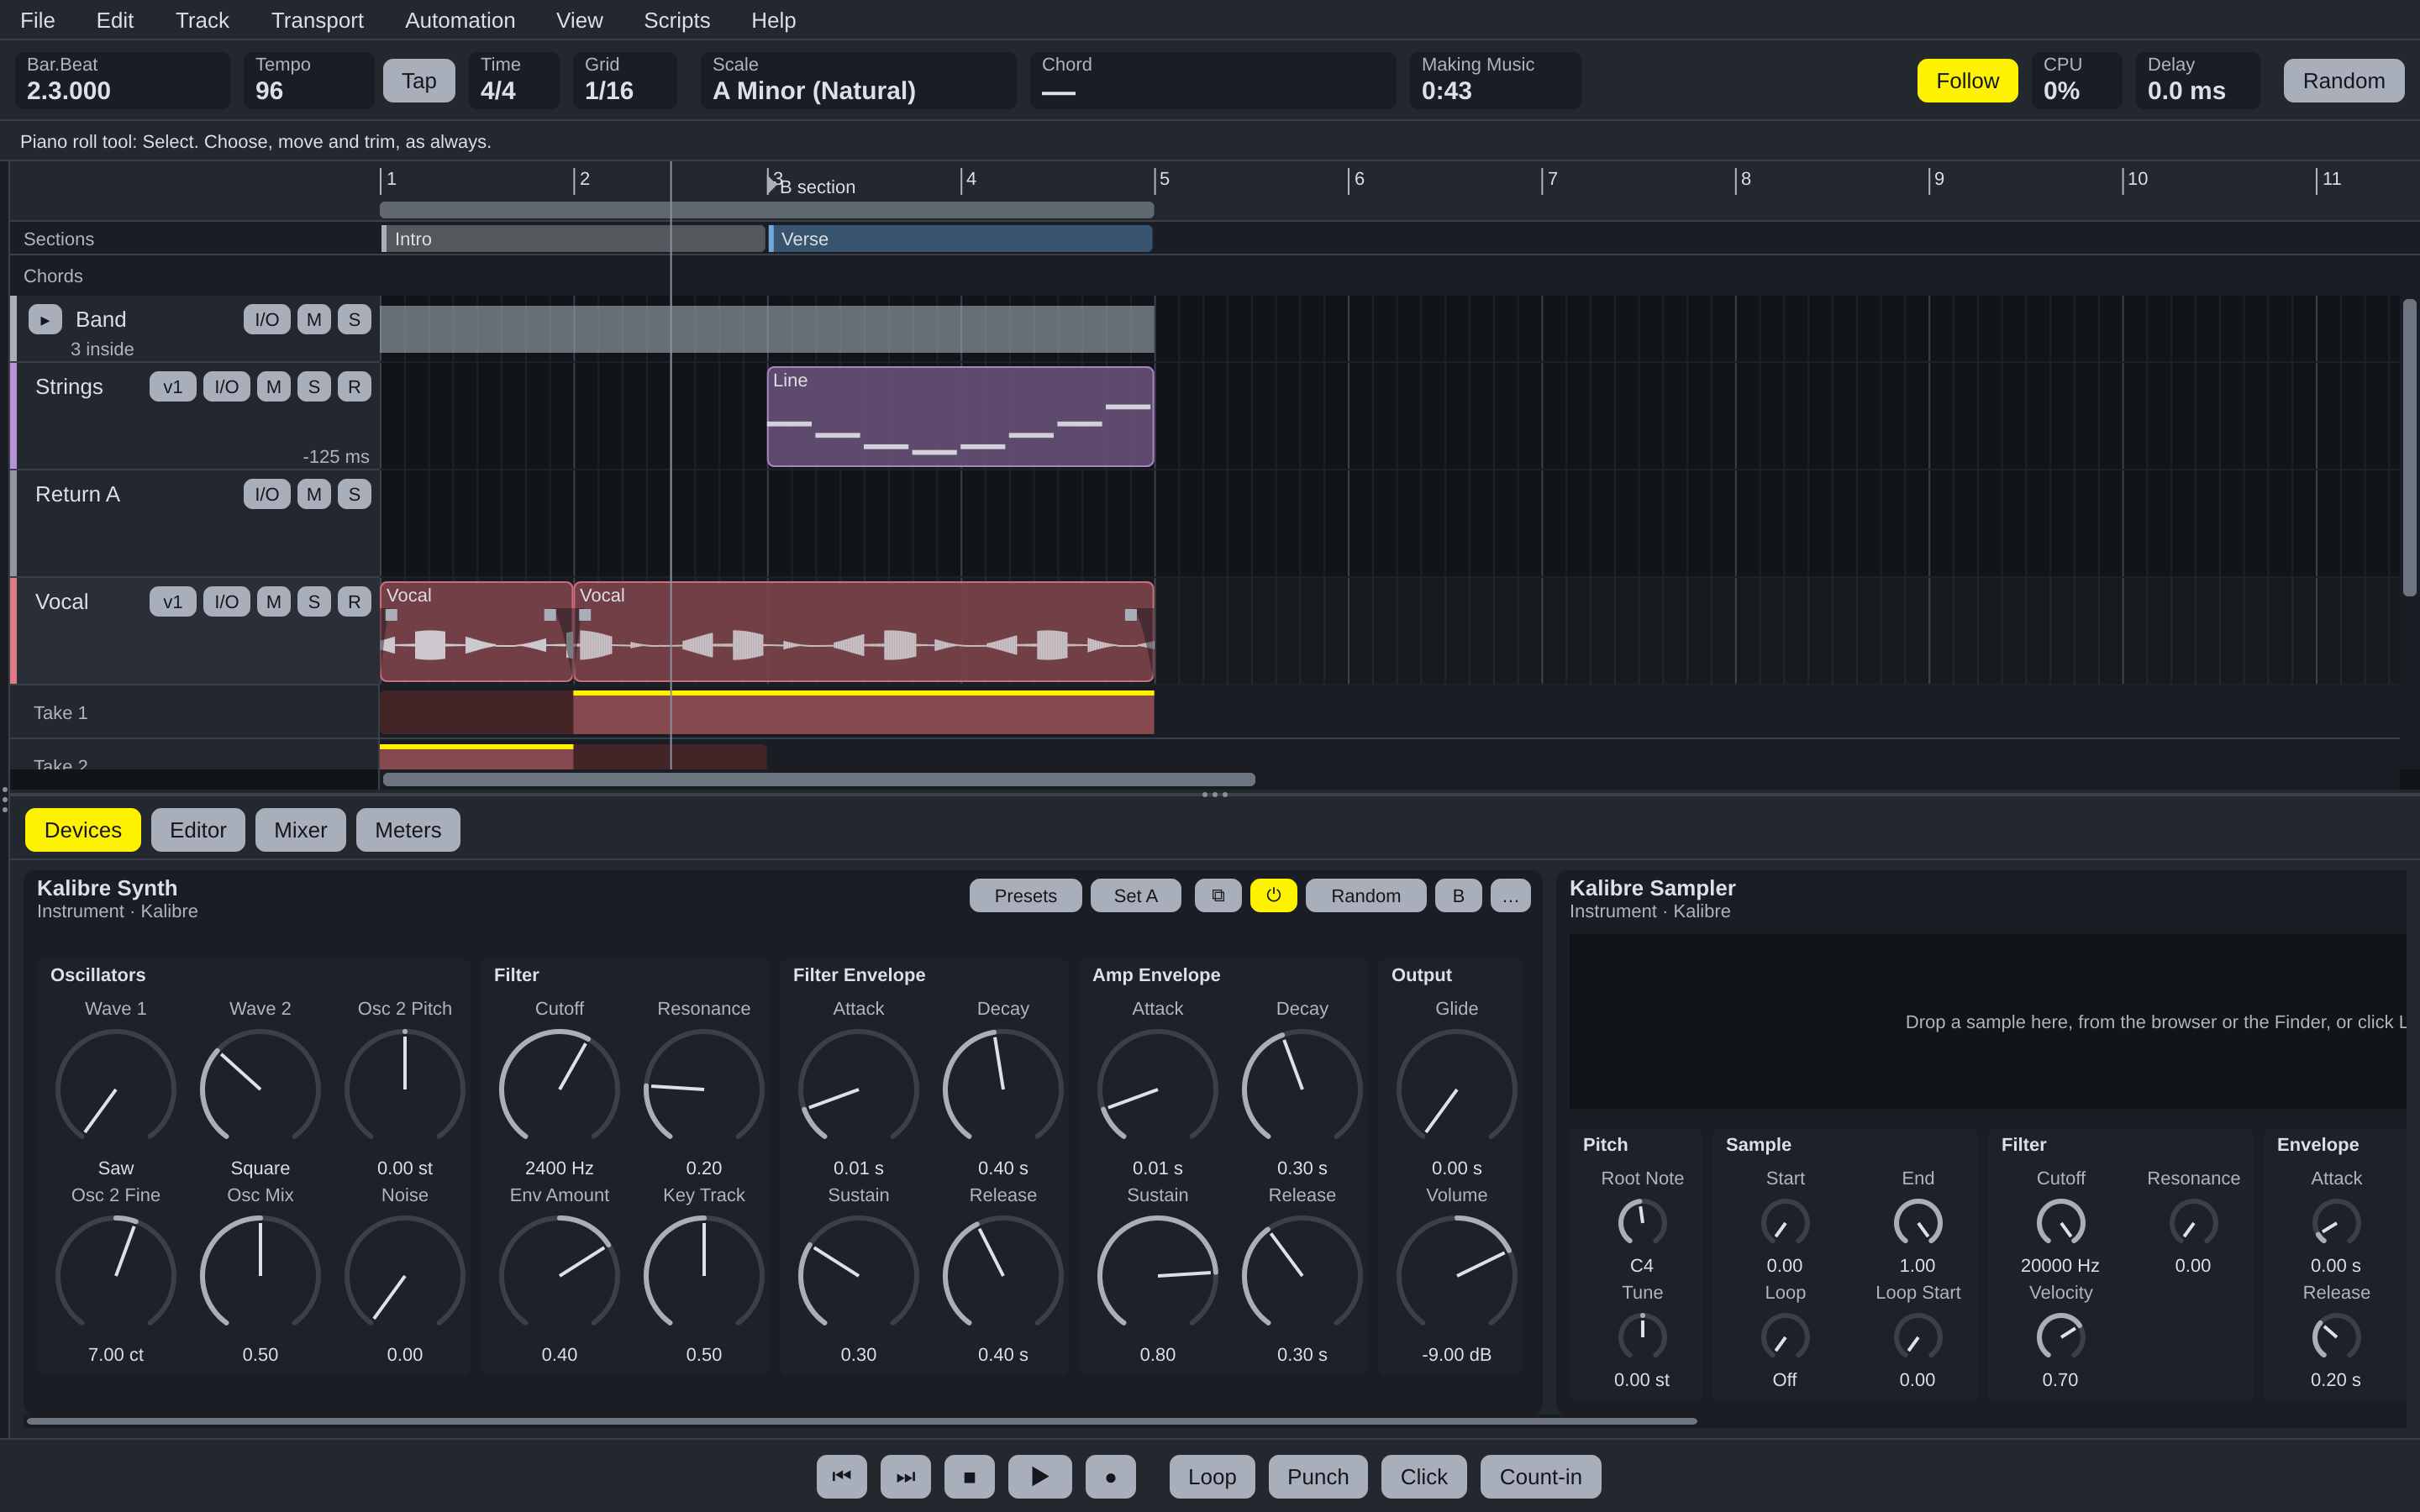 File Edit Track Transport Automation View Scripts Help
Bar.Beat Tempo Time Grid Scale Chord Making Music CPU Delay
2.3.000 96 Tap 4/4 1/16 A Minor (Natural) — 0:43 Follow 0% 0.0 ms Random
Piano roll tool: Select. Choose, move and trim, as always.
1 2 3 4 5 6 7 8 9 10 11
B section
Sections Intro Verse
Chords
Band I/O M S
3 inside
Strings v1 I/O M S R Line
-125 ms
Return A I/O M S
Vocal v1 I/O M S R Vocal Vocal
Take 1
Take 2
Devices Editor Mixer Meters
Kalibre Synth Presets Set A Random B ... Kalibre Sampler
Instrument · Kalibre Instrument · Kalibre
Oscillators Filter Filter Envelope Amp Envelope Output
Wave 1 Wave 2 Osc 2 Pitch Cutoff Resonance Attack Decay Attack Decay Glide
Drop a sample here, from the browser or the Finder, or click L
Saw Square 0.00 st 2400 Hz 0.20 0.01 s 0.40 s 0.01 s 0.30 s 0.00 s
Osc 2 Fine Osc Mix Noise Env Amount Key Track Sustain Release Sustain Release Volume
7.00 ct 0.50 0.00 0.40 0.50 0.30 0.40 s 0.80 0.30 s -9.00 dB
Pitch Sample Filter Envelope
Root Note Start End Cutoff Resonance Attack
C4 0.00 1.00 20000 Hz 0.00 0.00 s
Tune Loop Loop Start Velocity Release
0.00 st Off 0.00 0.70 0.20 s
Loop Punch Click Count-in